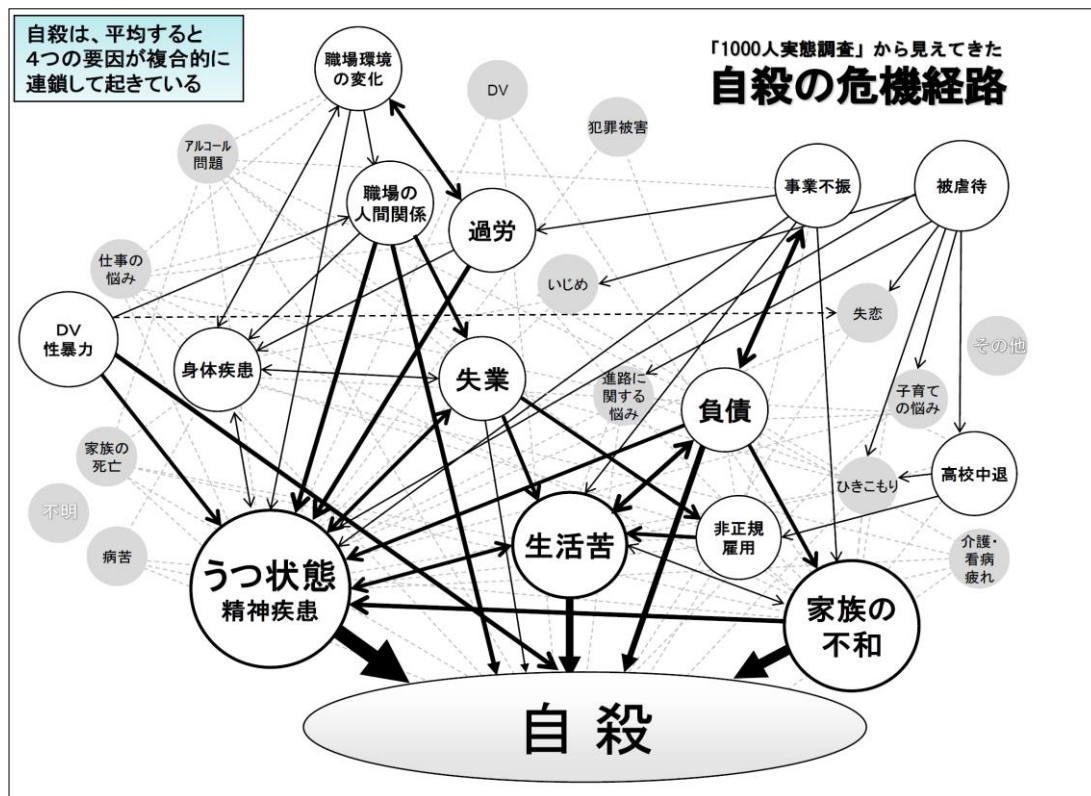 自殺は、平均すると
4つの要因が複合的に
連鎖して起きている
「1000人実態調査」から見えてきた
自殺の危機経路
職場環境
の変化
DV
犯罪被害
アルコール
問題
職場の
人間関係
過労
事業不振
被虐待
仕事の
悩み
いじめ
失恋
DV
性暴力
その他
身体疾患
失業
進路に
関する
悩み
負債
子育て
の悩み
家族の
死亡
ひきこもり
高校中退
不明
病苦
うつ状態
精神疾患
生活苦
非正規
雇用
介護・
看病
疲れ
家族の
不和
自殺